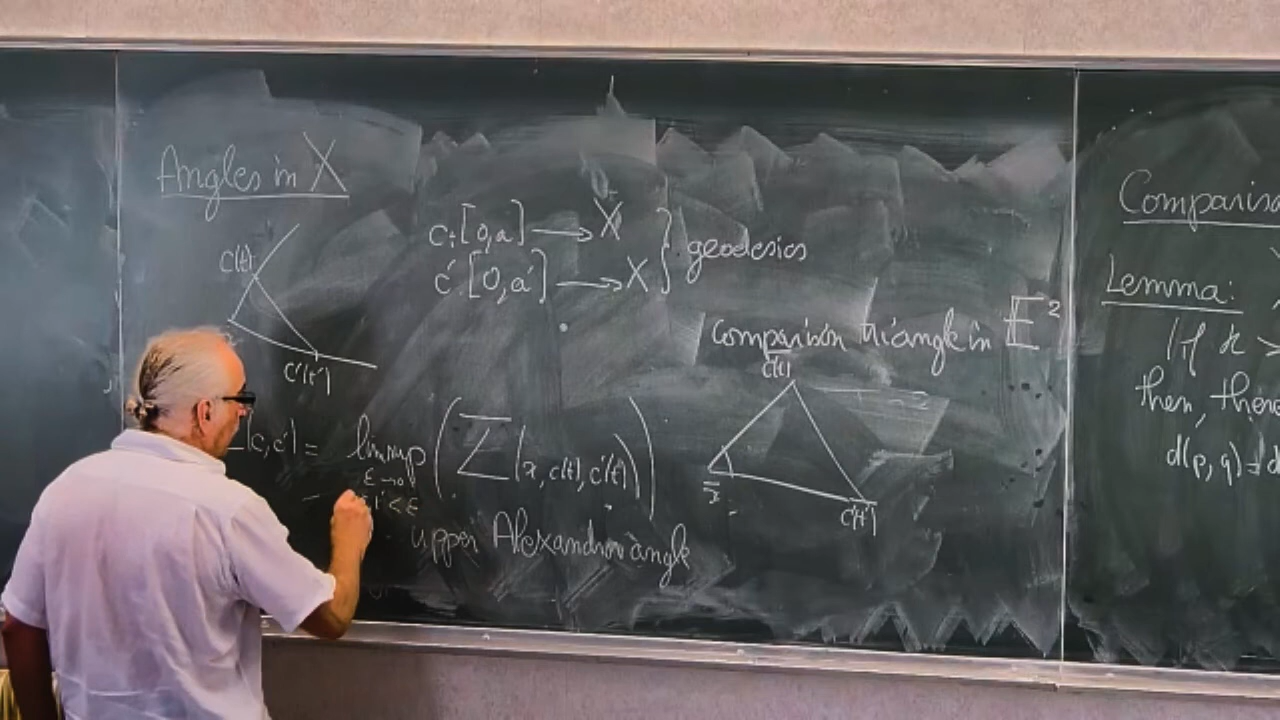 Angles in X
c: [0,a] → X
c': [0,a'] → X } geodesics
c(t)
c'(t')
Comparison triangle in E²
c̄(t)
x̄
c'(t')
[c,c'] = limsup ( ∠ (x, c(t), c'(t')) )
ε→0
t' < ε
upper Alexandrov angle
Comparis
Lemma:
If
then, there
d(p,q) = d